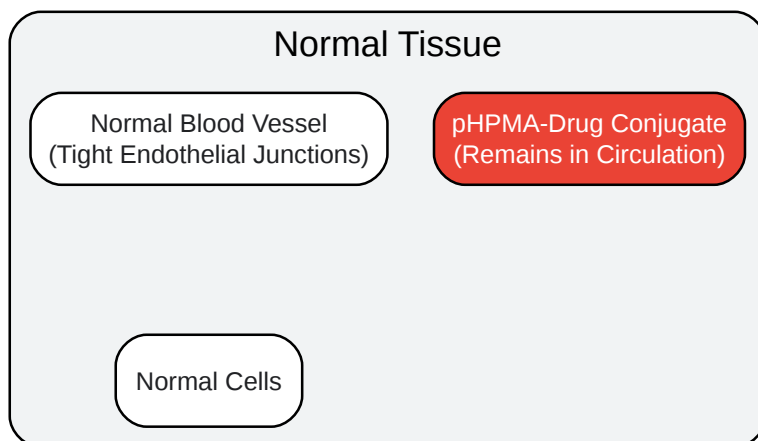 Normal Tissue
Normal Blood Vessel
(Tight Endothelial Junctions)
pHPMA-Drug Conjugate
(Remains in Circulation)
Normal Cells